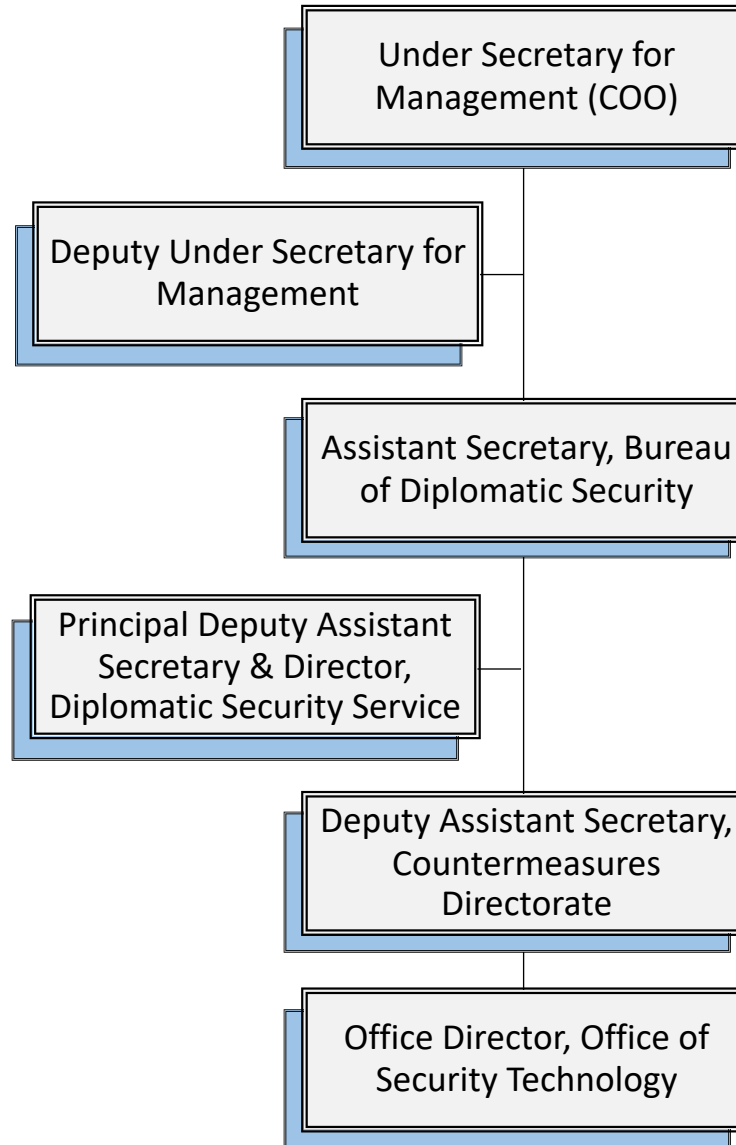 Under Secretary for
Management (COO)
Deputy Under Secretary for
Management
Assistant Secretary, Bureau
of Diplomatic Security
Principal Deputy Assistant
Secretary & Director,
Diplomatic Security Service
Deputy Assistant Secretary,
Countermeasures
Directorate
Office Director, Office of
Security Technology